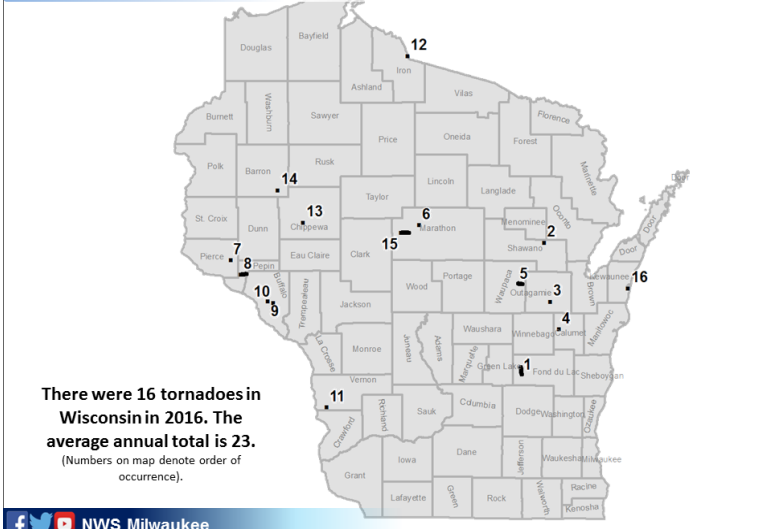 12
Bayfield
Douglas
Iron
Ashland
Vilas
Burnett
Washburn
Sawyer
Florence
Price
Oneida
Forest
Marinette
Polk
Barron
Rusk
14
Lincoln
Langlade
Taylor
Door
St. Croix
Dunn
13
Chippewa
6
Marathon
15
Menominee
Oconto
2
Shawano
Door
Door
7
Pierce
8
Pepin
Eau Claire
Clark
5
Waupaca
Outagamie
3
Brown
Kewaunee
16
Buffalo
10
9
Trempealeau
Jackson
Wood
Portage
4
Waushara
Winnebago
Calumet
Manitowoc
La Crosse
Monroe
Juneau
Adams
Marquette
Green Lake
1
Fond du Lac
Sheboygan
Vernon
11
There were 16 tornadoes in
Wisconsin in 2016. The
average annual total is 23.
(Numbers on map denote order of
occurrence).
Crawford
Richland
Sauk
Columbia
Dodge
Washington
Ozaukee
Grant
Iowa
Dane
Jefferson
Waukesha
Milwaukee
Lafayette
Green
Rock
Walworth
Racine
Kenosha
NWS Milwaukee